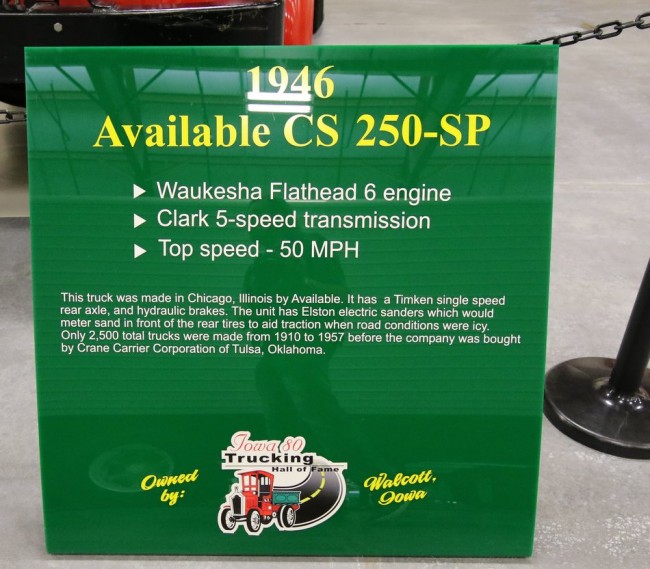 1946
Available CS 250-SP
▶ Waukesha Flathead 6 engine
▶ Clark 5-speed transmission
▶ Top speed - 50 MPH
This truck was made in Chicago, Illinois by Available. It has a Timken single speed
rear axle, and hydraulic brakes. The unit has Elston electric sanders which would
meter sand in front of the rear tires to aid traction when road conditions were icy.
Only 2,500 total trucks were made from 1910 to 1957 before the company was bought
by Crane Carrier Corporation of Tulsa, Oklahoma.
Owned
by:
Iowa 80
Trucking
Hall of Fame
Walcott,
Iowa